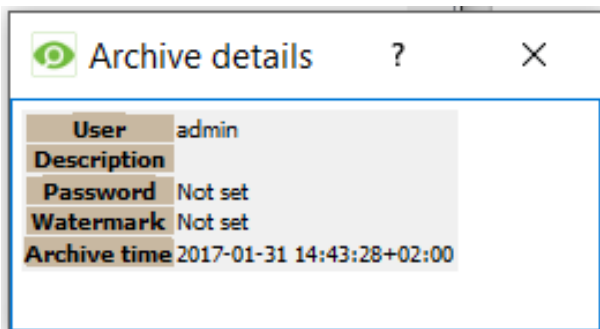 Archive details ?
User admin
Description
Password Not set
Watermark Not set
Archive time 2017-01-31 14:43:28+02:00